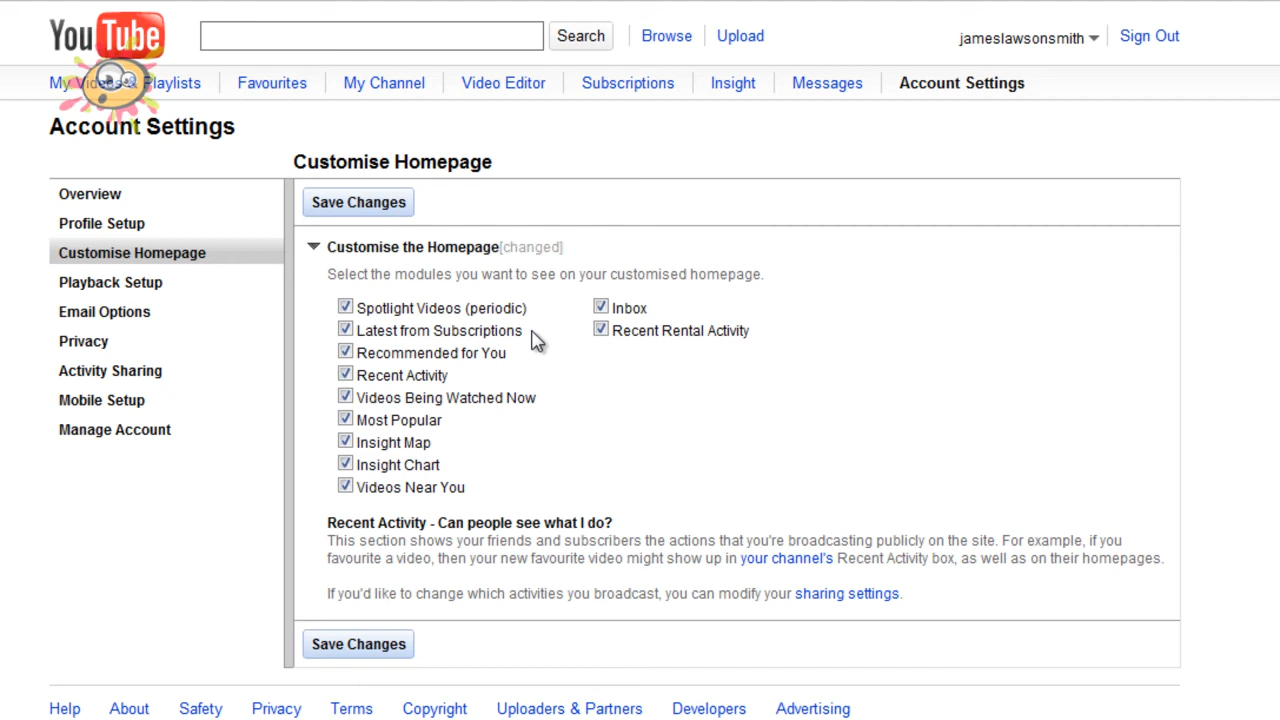 YouTube
Search
Browse
Upload
jameslawsonsmith
Sign Out
My Videos & Playlists
Favourites
My Channel
Video Editor
Subscriptions
Insight
Messages
Account Settings
Account Settings
Customise Homepage
Overview
Profile Setup
Customise Homepage
Playback Setup
Email Options
Privacy
Activity Sharing
Mobile Setup
Manage Account
Save Changes
Customise the Homepage[changed]
Select the modules you want to see on your customised homepage.
Spotlight Videos (periodic)
Latest from Subscriptions
Recommended for You
Recent Activity
Videos Being Watched Now
Most Popular
Insight Map
Insight Chart
Videos Near You
Inbox
Recent Rental Activity
Recent Activity - Can people see what I do?
This section shows your friends and subscribers the actions that you're broadcasting publicly on the site. For example, if you
favourite a video, then your new favourite video might show up in your channel's Recent Activity box, as well as on their homepages.
If you'd like to change which activities you broadcast, you can modify your sharing settings.
Save Changes
Help
About
Safety
Privacy
Terms
Copyright
Uploaders & Partners
Developers
Advertising